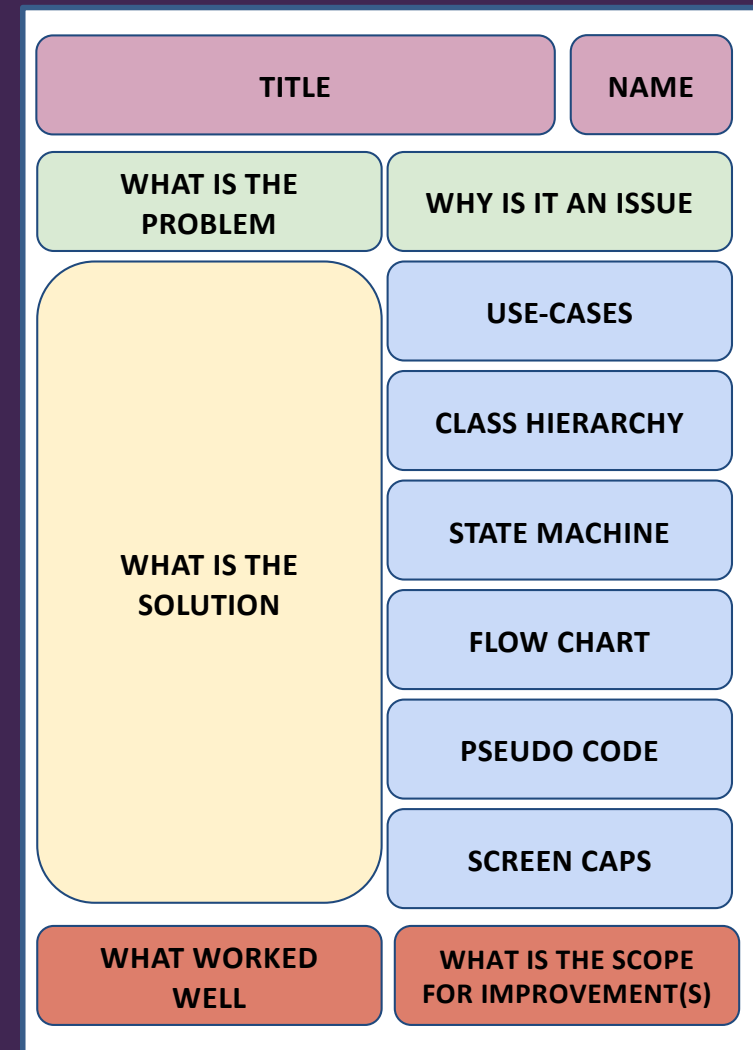 TITLE
NAME
WHAT IS THE
PROBLEM
WHY IS IT AN ISSUE
WHAT IS THE
SOLUTION
USE-CASES
CLASS HIERARCHY
STATE MACHINE
FLOW CHART
PSEUDO CODE
SCREEN CAPS
WHAT WORKED
WELL
WHAT IS THE SCOPE
FOR IMPROVEMENT(S)